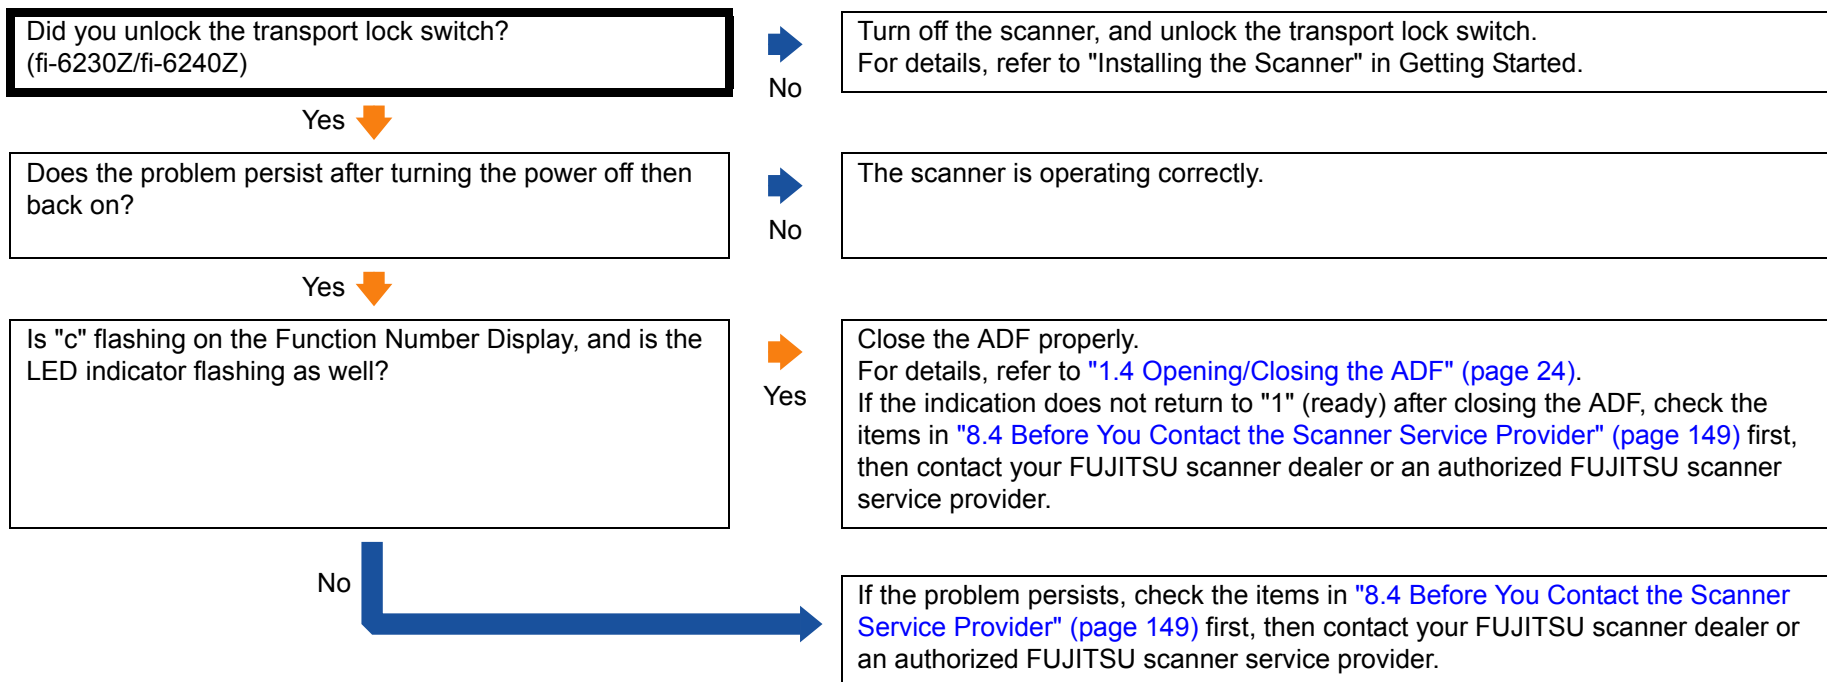 Did you unlock the transport lock switch?
(fi-6230Z/fi-6240Z)
No
Turn off the scanner, and unlock the transport lock switch.
For details, refer to "Installing the Scanner" in Getting Started.
Yes
Does the problem persist after turning the power off then
back on?
No
The scanner is operating correctly.
Yes
Is "c" flashing on the Function Number Display, and is the
LED indicator flashing as well?
Yes
Close the ADF properly.
For details, refer to "1.4 Opening/Closing the ADF" (page 24).
If the indication does not return to "1" (ready) after closing the ADF, check the
items in "8.4 Before You Contact the Scanner Service Provider" (page 149) first,
then contact your FUJITSU scanner dealer or an authorized FUJITSU scanner
service provider.
No
If the problem persists, check the items in "8.4 Before You Contact the Scanner
Service Provider" (page 149) first, then contact your FUJITSU scanner dealer or
an authorized FUJITSU scanner service provider.